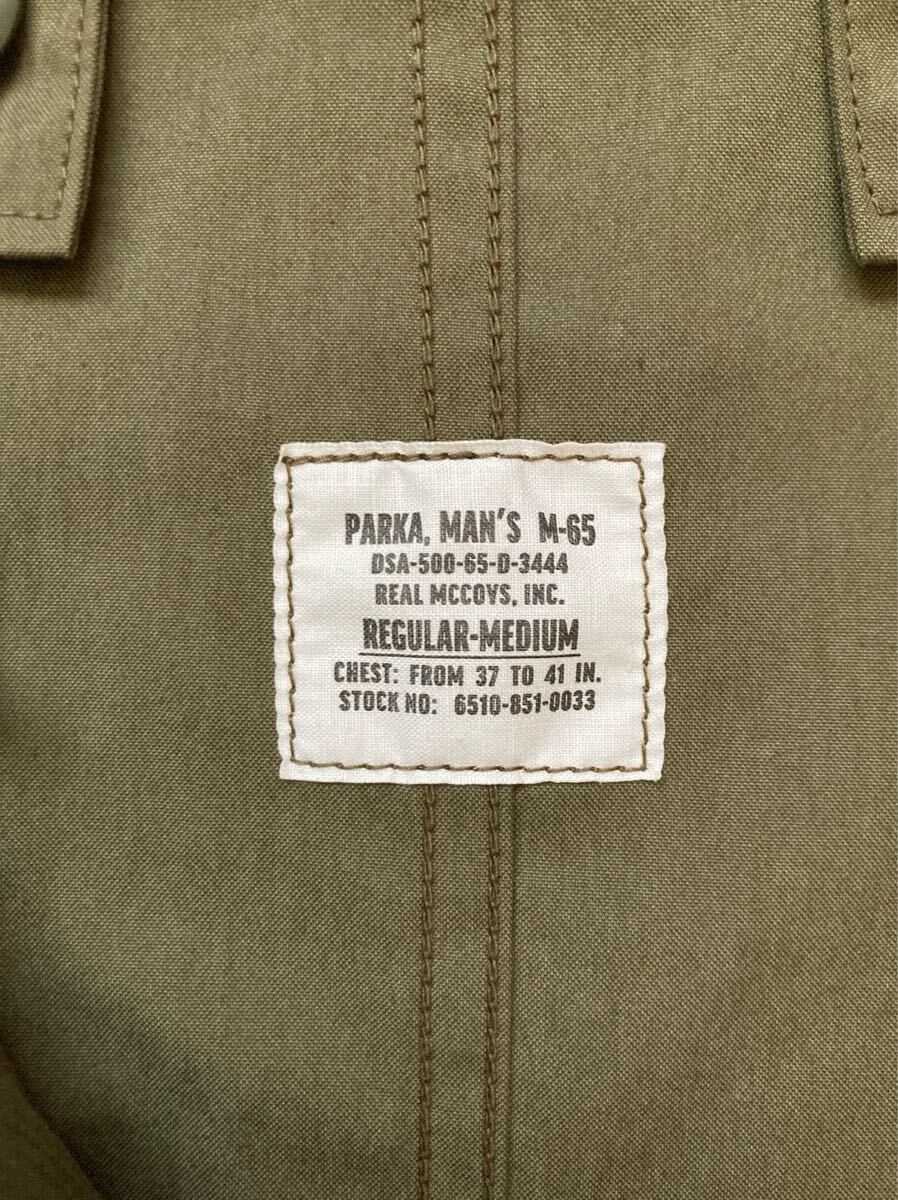 PARKA, MAN'S M-65
DSA-500-65-D-3444
REAL MCCOYS, INC.
REGULAR-MEDIUM
CHEST: FROM 37 TO 41 IN.
STOCK NO: 6510-851-0033